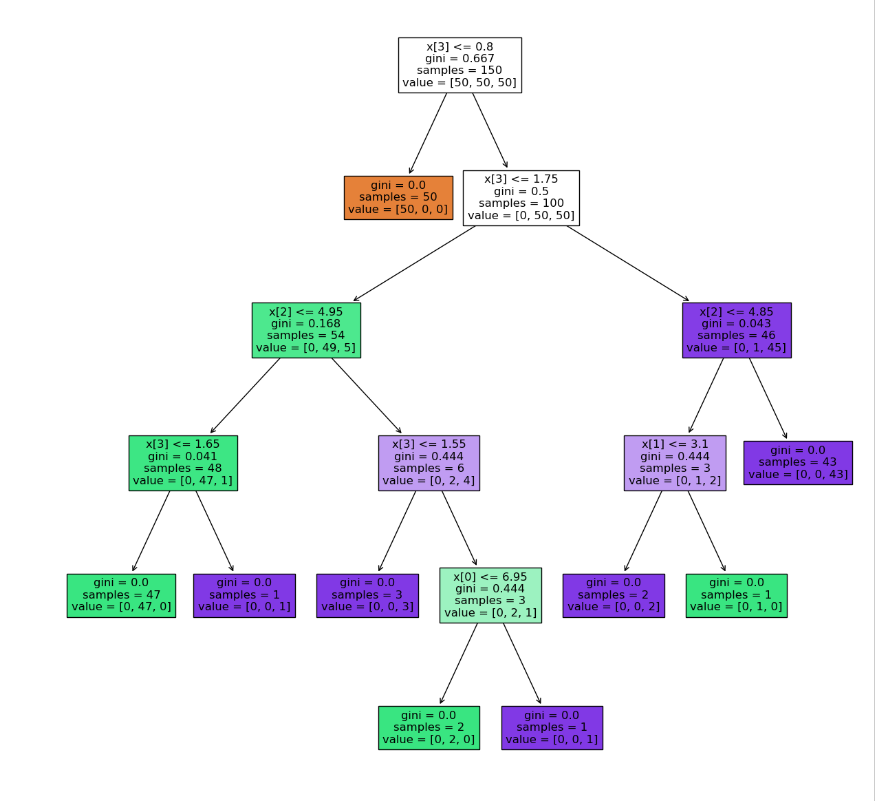 x[3] <= 0.8
gini = 0.667
samples = 150
value = [50, 50, 50]
gini = 0.0
samples = 50
value = [50, 0, 0]
x[3] <= 1.75
gini = 0.5
samples = 100
value = [0, 50, 50]
x[2] <= 4.95
gini = 0.168
samples = 54
value = [0, 49, 5]
x[2] <= 4.85
gini = 0.043
samples = 46
value = [0, 1, 45]
x[3] <= 1.65
gini = 0.041
samples = 48
value = [0, 47, 1]
x[3] <= 1.55
gini = 0.444
samples = 6
value = [0, 2, 4]
x[1] <= 3.1
gini = 0.444
samples = 3
value = [0, 1, 2]
gini = 0.0
samples = 43
value = [0, 0, 43]
gini = 0.0
samples = 47
value = [0, 47, 0]
gini = 0.0
samples = 1
value = [0, 0, 1]
gini = 0.0
samples = 3
value = [0, 0, 3]
x[0] <= 6.95
gini = 0.444
samples = 3
value = [0, 2, 1]
gini = 0.0
samples = 2
value = [0, 0, 2]
gini = 0.0
samples = 1
value = [0, 1, 0]
gini = 0.0
samples = 2
value = [0, 2, 0]
gini = 0.0
samples = 1
value = [0, 0, 1]